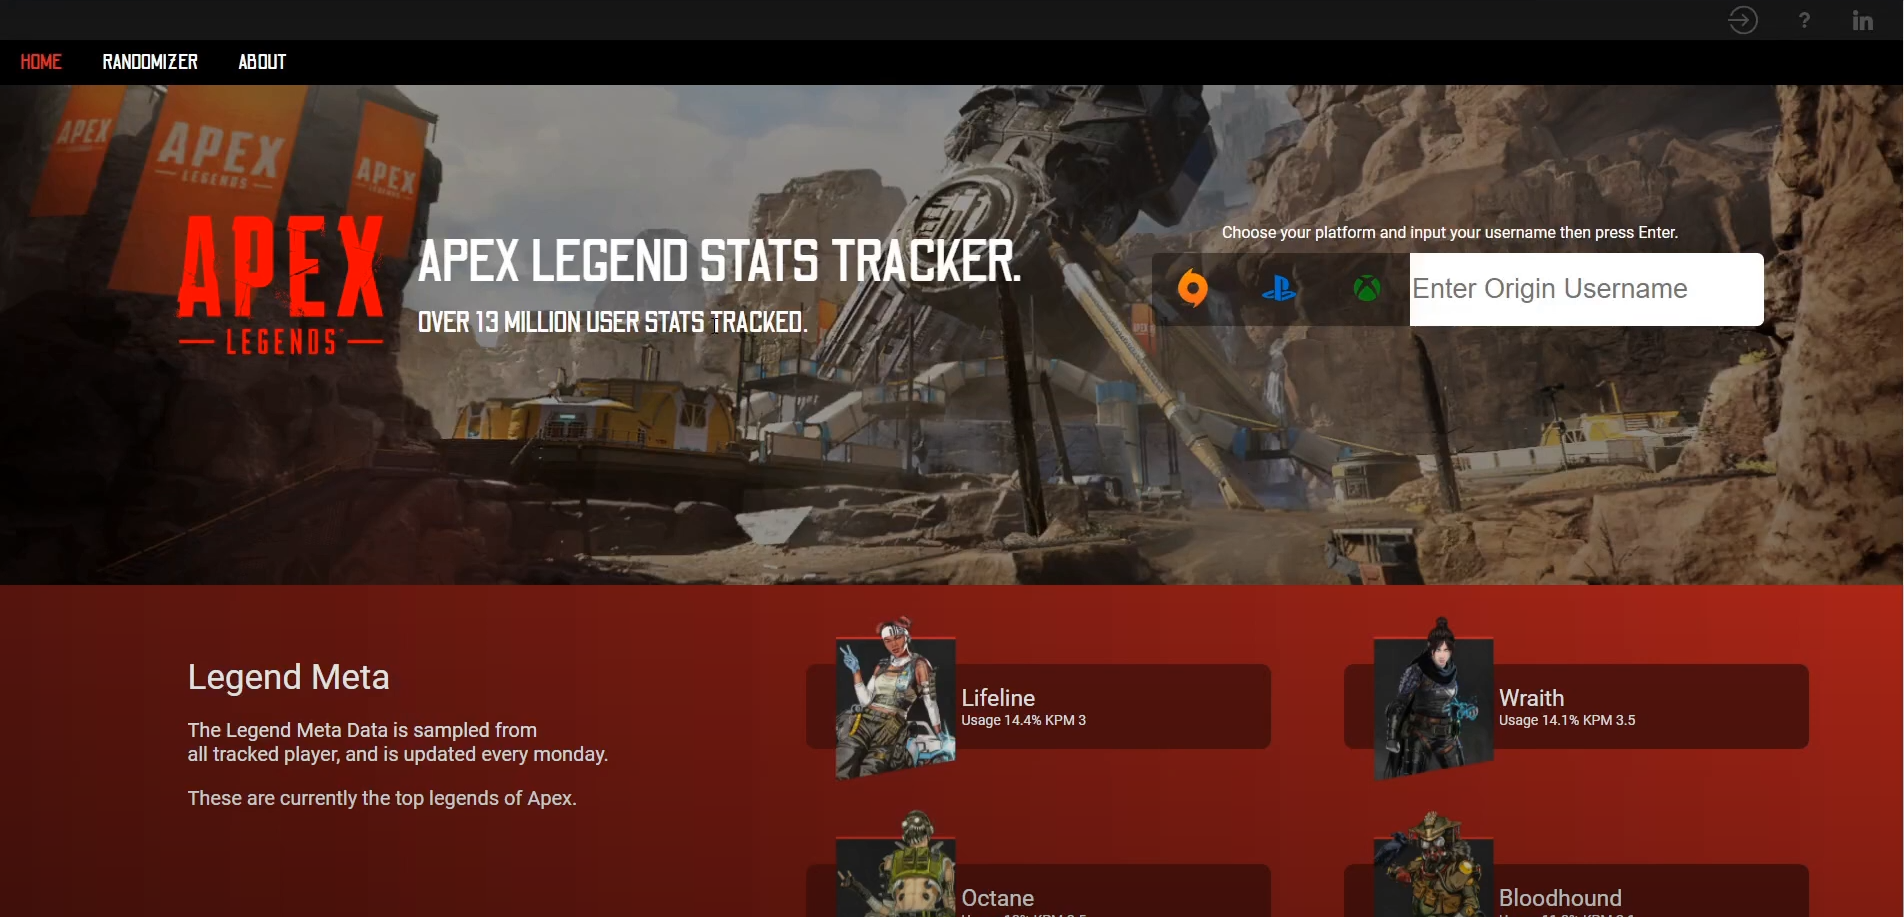 HOME RANDOMIZER ABOUT
? in
APEX
LEGENDS
APEX
LEGENDS
APEX
LEGENDS
APEX
LEGENDS
APEX LEGEND STATS TRACKER.
OVER 13 MILLION USER STATS TRACKED.
Choose your platform and input your username then press Enter.
Enter Origin Username
Legend Meta
The Legend Meta Data is sampled from
all tracked player, and is updated every monday.
These are currently the top legends of Apex.
Lifeline
Usage 14.4% KPM 3
Wraith
Usage 14.1% KPM 3.5
Octane
Bloodhound